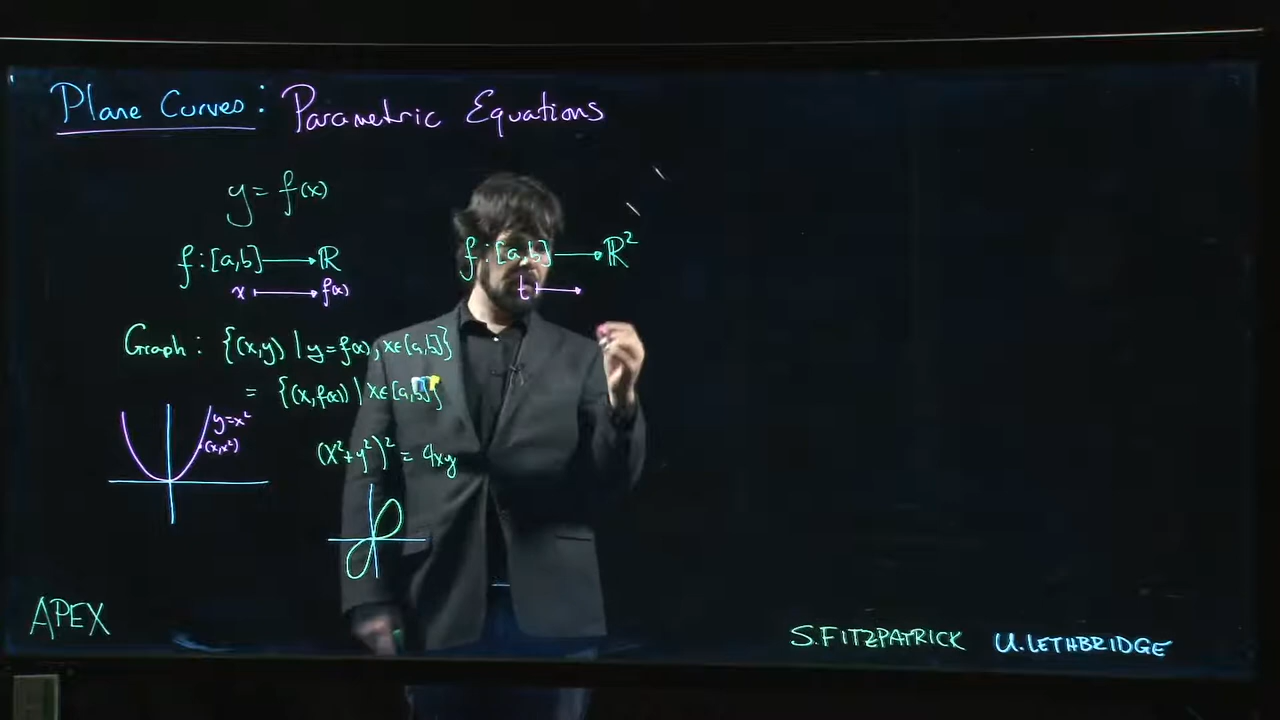 Plane Curves: Parametric Equations
y = f(x)
f : [a,b] ⟶ ℝ
x ⟼ f(x)
f : [a,b] ⟶ ℝ²
t ⟼
Graph : {(x,y) | y = f(x), x∈[a,b]}
= {(x,f(x)) | x∈[a,b]}
y=x²
(x,x²)
(x²+y²)² = 4xy
APEX
S.FITZPATRICK U.LETHBRIDGE